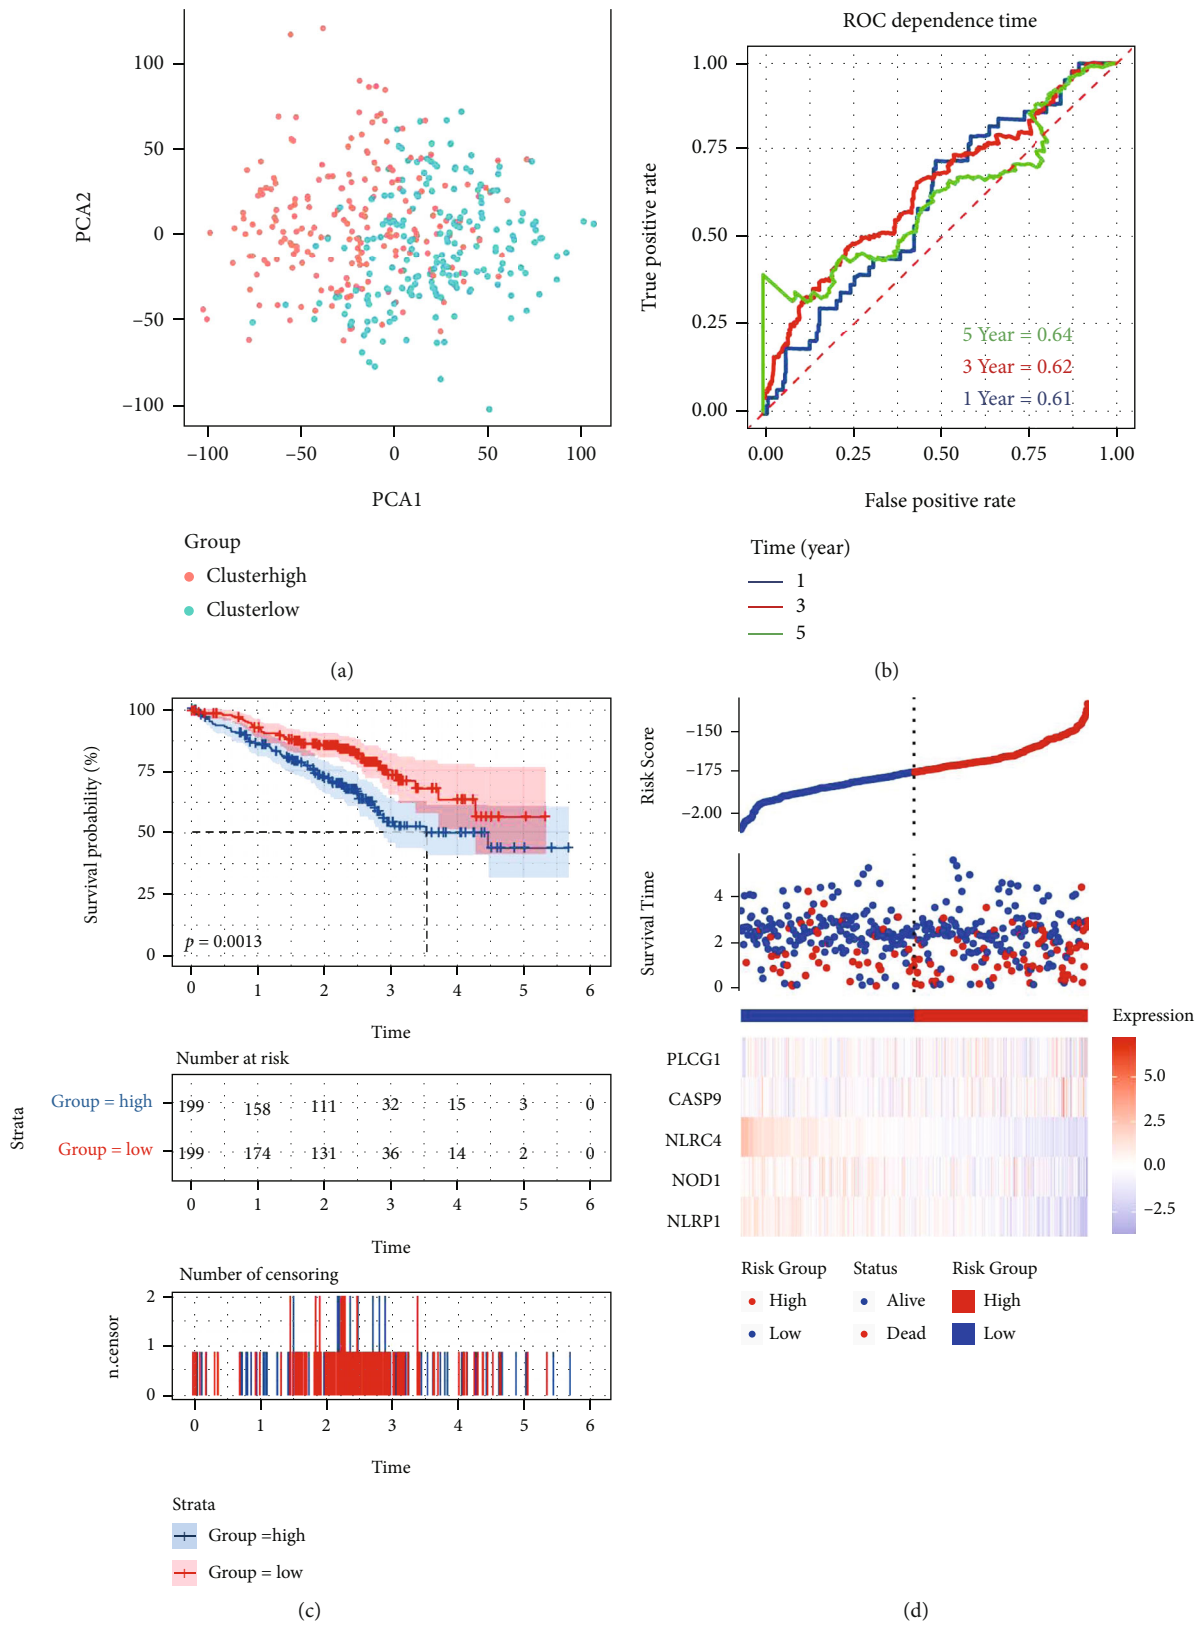 100
50
0
−50
−100
PCA2
−100 −50 0 50 100
PCA1
Group
Clusterhigh
Clusterlow
(a)
ROC dependence time
1.00
0.75
0.50
0.25
0.00
True positive rate
5 Year = 0.64
3 Year = 0.62
1 Year = 0.61
0.00 0.25 0.50 0.75 1.00
False positive rate
Time (year)
1
3
5
(b)
100
75
50
25
0
Survival probability (%)
p = 0.0013
0 1 2 3 4 5 6
Time
Number at risk
Strata
Group = high 199 158 111 32 15 3 0
Group = low 199 174 131 36 14 2 0
0 1 2 3 4 5 6
Time
Number of censoring
2
1
0
n.censor
0 1 2 3 4 5 6
Time
Strata
Group =high
Group = low
(c)
−150
−175
−2.00
Risk Score
4
2
0
Survival Time
PLCG1
CASP9
NLRC4
NOD1
NLRP1
Expression
5.0
2.5
0.0
−2.5
Risk Group Status Risk Group
High Alive High
Low Dead Low
(d)